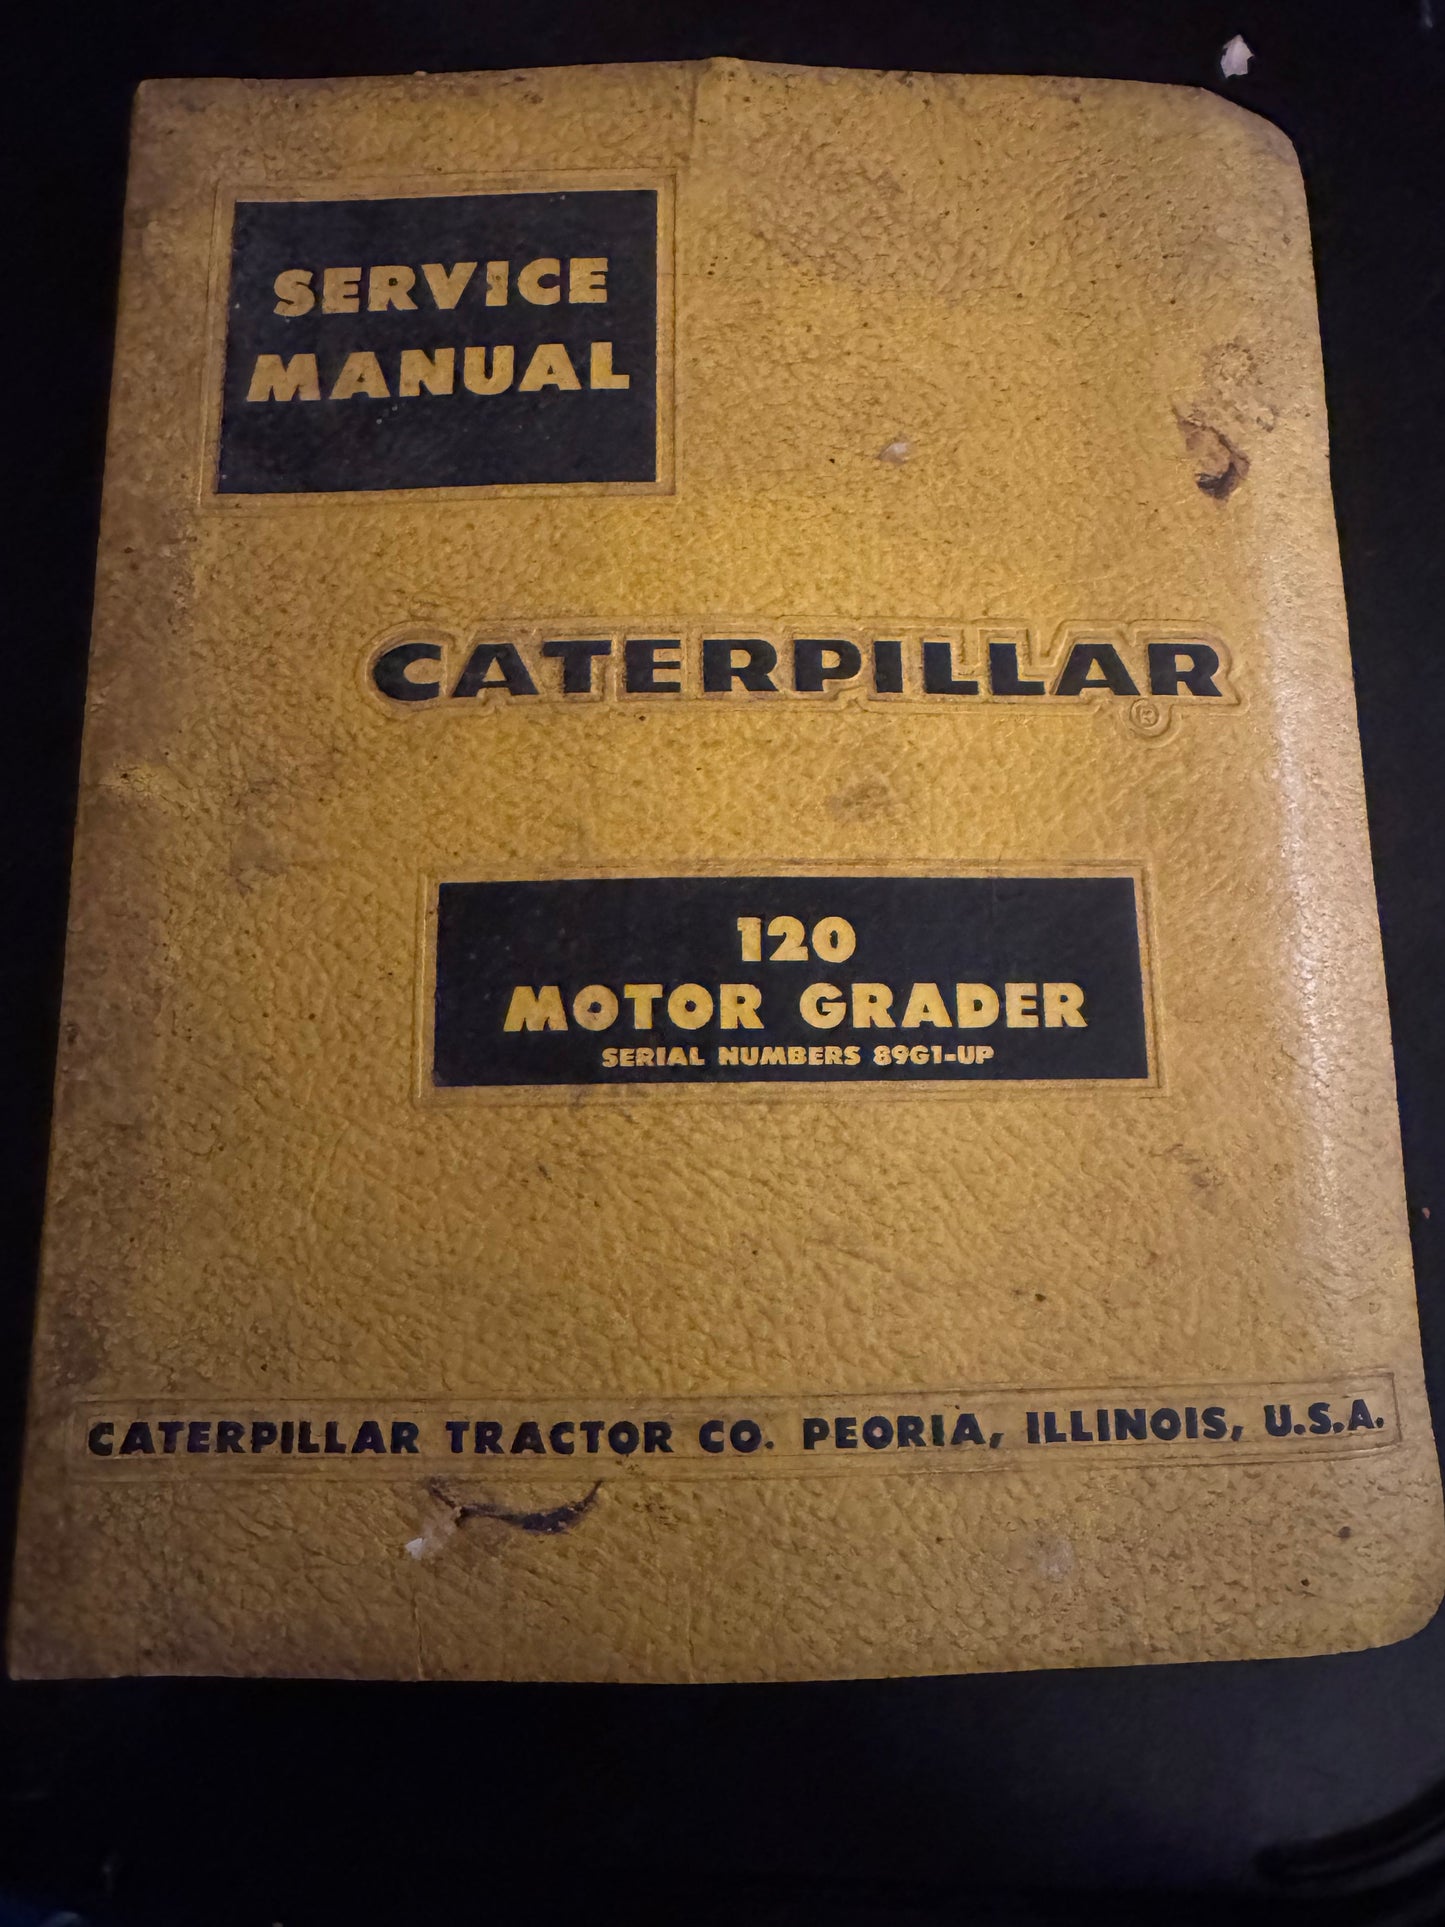 SERVICE
MANUAL
CATERPILLAR
®
120
MOTOR GRADER
SERIAL NUMBERS 89G1-UP
CATERPILLAR TRACTOR CO. PEORIA, ILLINOIS, U.S.A.